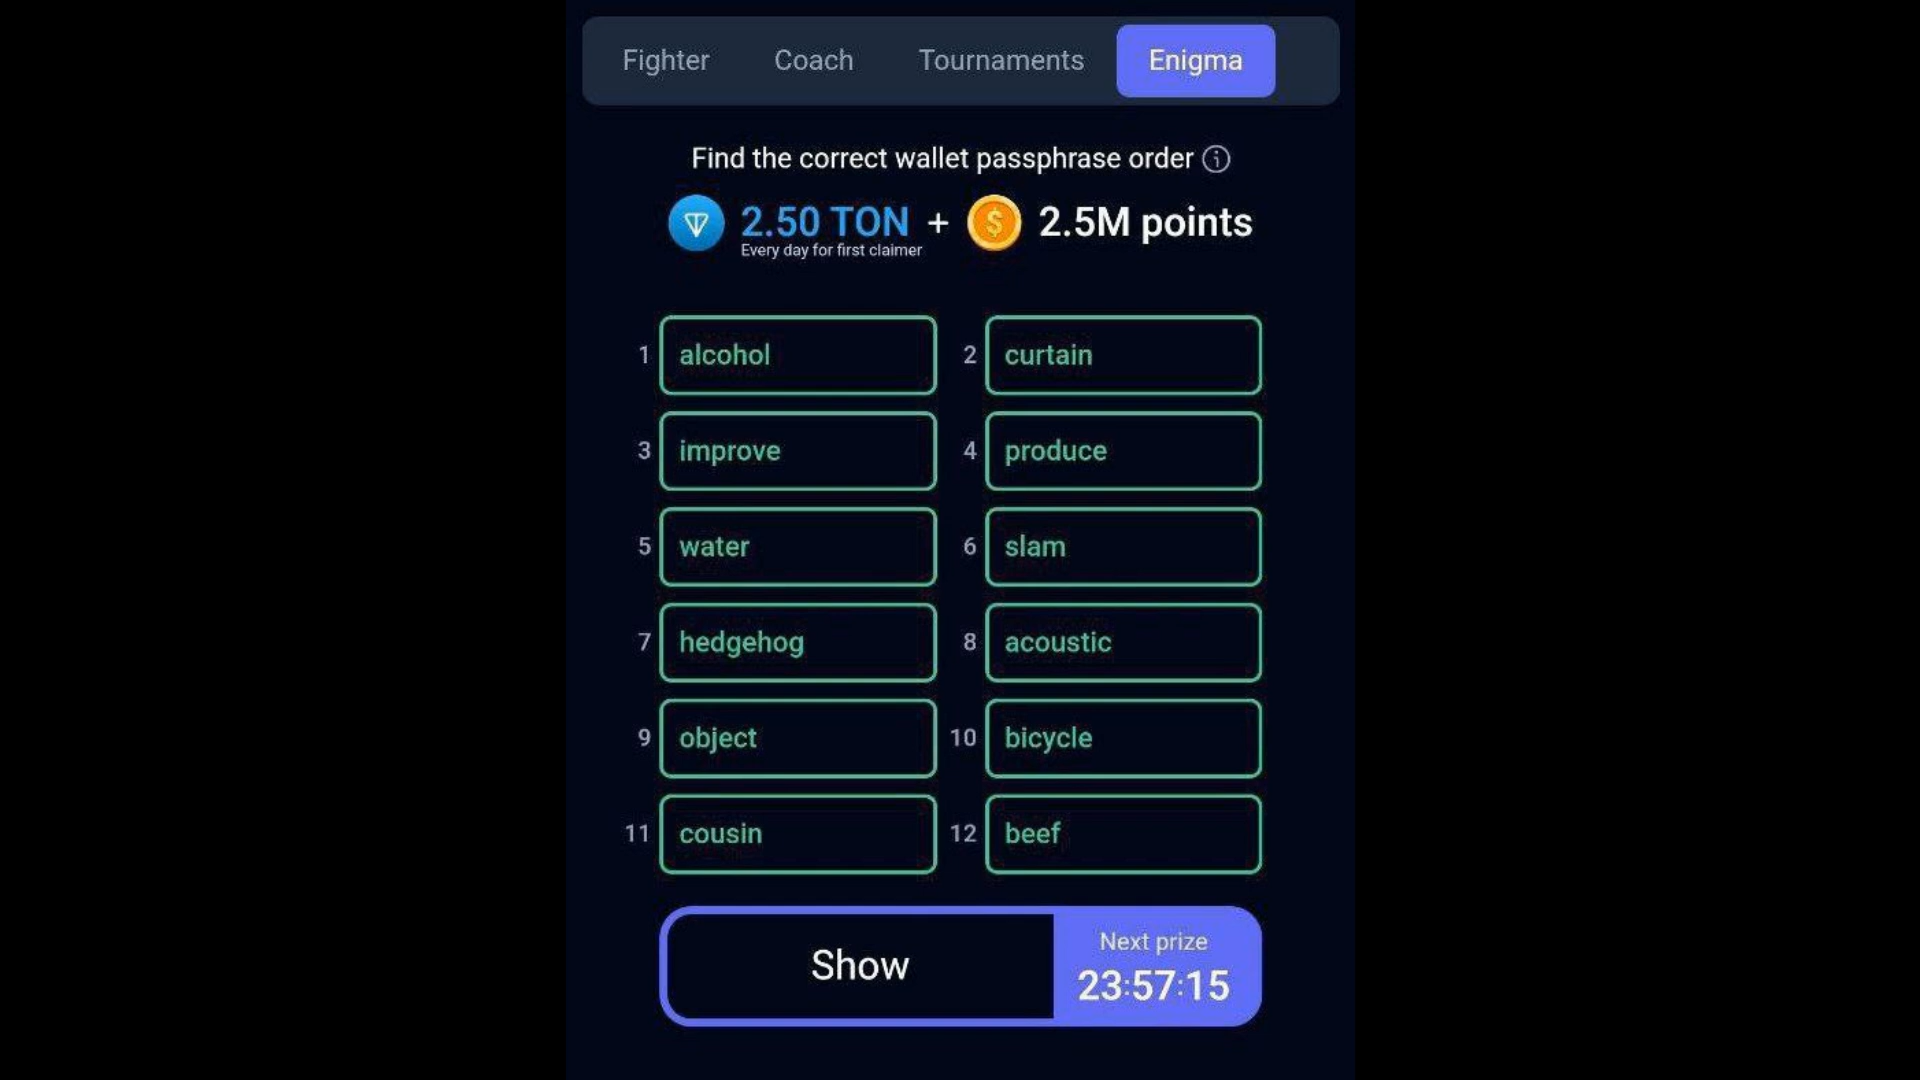 Fighter Coach Tournaments Enigma
Find the correct wallet passphrase order
2.50 TON + 2.5M points
Every day for first claimer
1 alcohol 2 curtain
3 improve 4 produce
5 water 6 slam
7 hedgehog 8 acoustic
9 object 10 bicycle
11 cousin 12 beef
Show
Next prize
23:57:15